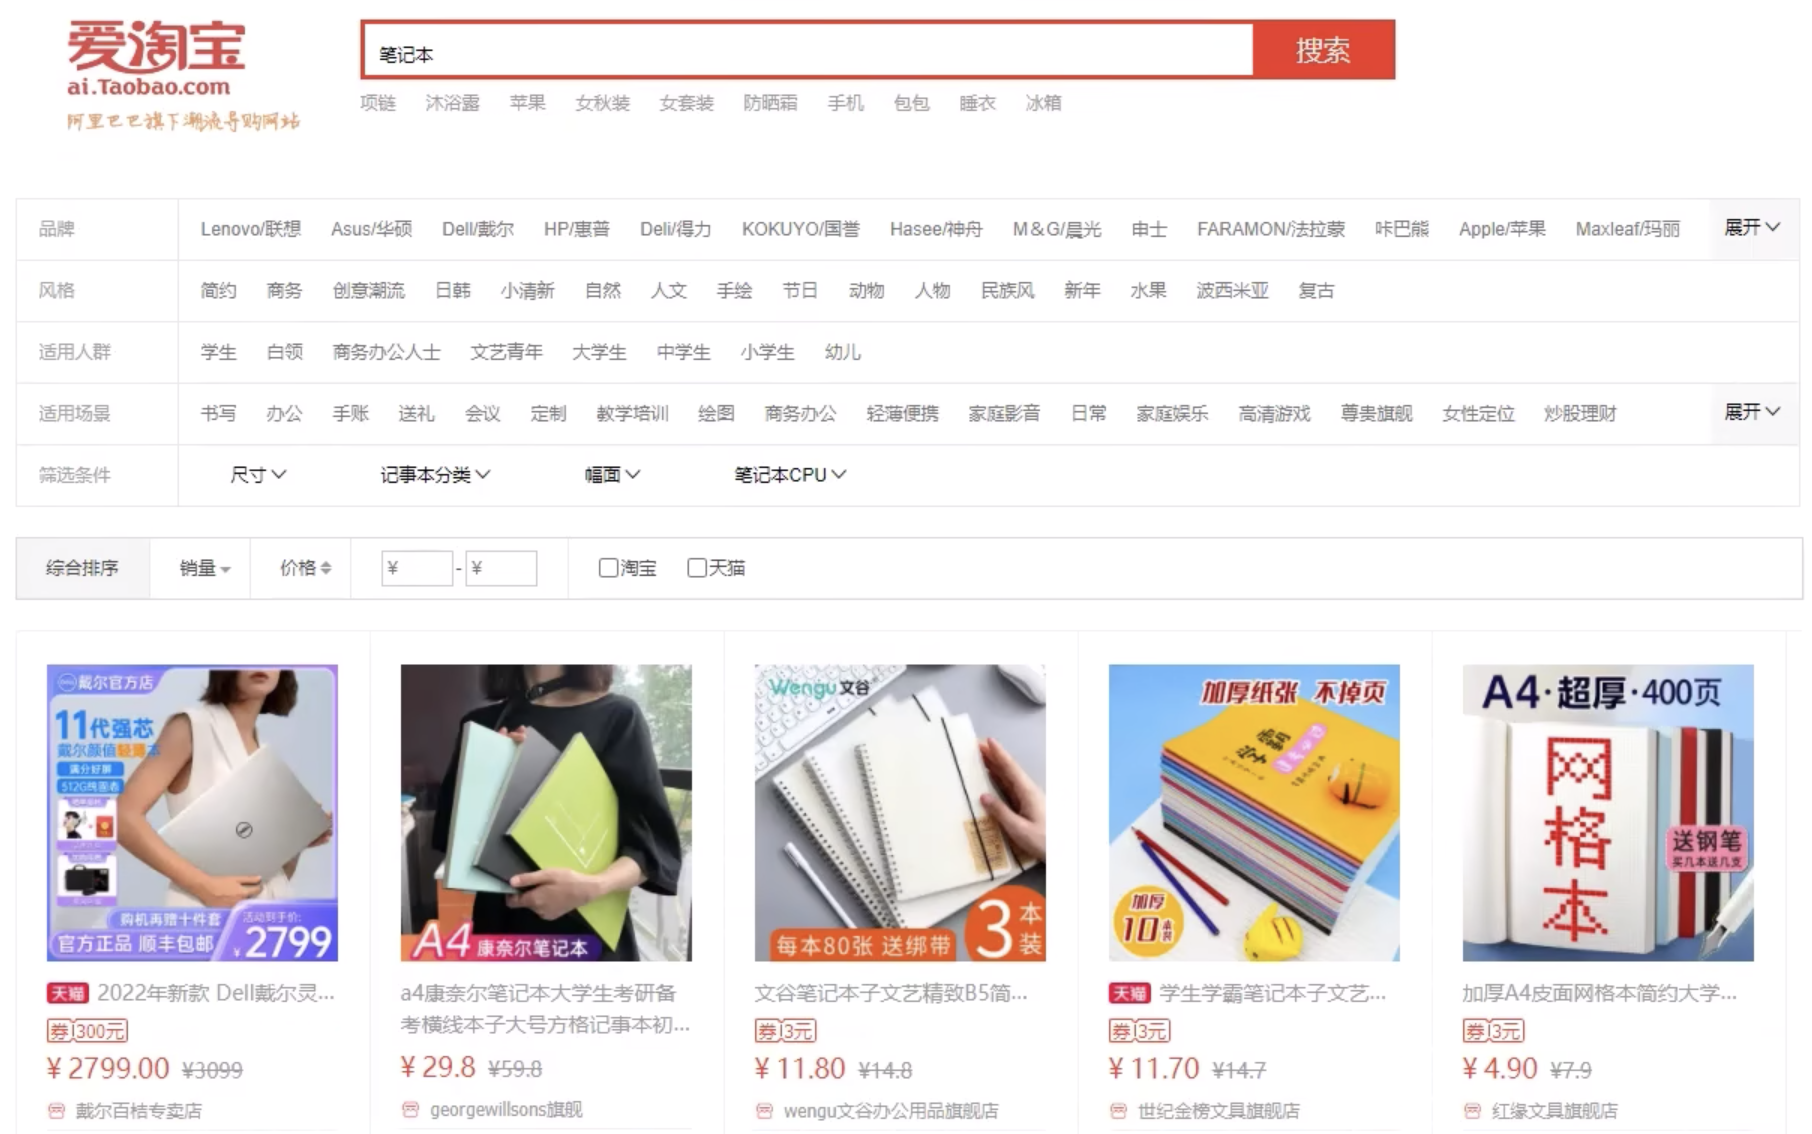 爱淘宝
ai.Taobao.com
阿里巴巴旗下潮流导购网站
笔记本
搜索
项链 沐浴露 苹果 女秋装 女套装 防晒霜 手机 包包 睡衣 冰箱
品牌 Lenovo/联想 Asus/华硕 Dell/戴尔 HP/惠普 Deli/得力 KOKUYO/国誉 Hasee/神舟 M&G/晨光 申士 FARAMON/法拉蒙 咔巴熊 Apple/苹果 Maxleaf/玛丽 展开
风格 简约 商务 创意潮流 日韩 小清新 自然 人文 手绘 节日 动物 人物 民族风 新年 水果 波西米亚 复古
适用人群 学生 白领 商务办公人士 文艺青年 大学生 中学生 小学生 幼儿
适用场景 书写 办公 手账 送礼 会议 定制 教学培训 绘图 商务办公 轻薄便携 家庭影音 日常 家庭娱乐 高清游戏 尊贵旗舰 女性定位 炒股理财 展开
筛选条件 尺寸 记事本分类 幅面 笔记本CPU
综合排序 销量 价格 ¥ - ¥ 淘宝 天猫
戴尔官方店
11代强芯
戴尔颜值轻薄本
满分好屏
512G纯固态
购机再赠十件套
官方正品 顺丰包邮
活动到手价:
¥2799
天猫 2022年新款 Dell戴尔灵...
券 300元
¥ 2799.00 ¥3099
戴尔百桔专卖店
A4 康奈尔笔记本
a4康奈尔笔记本大学生考研备
考横线本子大号方格记事本初...
¥ 29.8 ¥59.8
georgewillsons旗舰
Wengu文谷
每本80张 送绑带
3本装
文谷笔记本子文艺精致B5简...
券 3元
¥ 11.80 ¥14.8
wengu文谷办公用品旗舰店
加厚纸张 不掉页
学霸
加厚
10本装
天猫 学生学霸笔记本子文艺...
券 3元
¥ 11.70 ¥14.7
世纪金榜文具旗舰店
A4·超厚·400页
网格本
送钢笔
买几本送几支
加厚A4皮面网格本简约大学...
券 3元
¥ 4.90 ¥7.9
红缘文具旗舰店